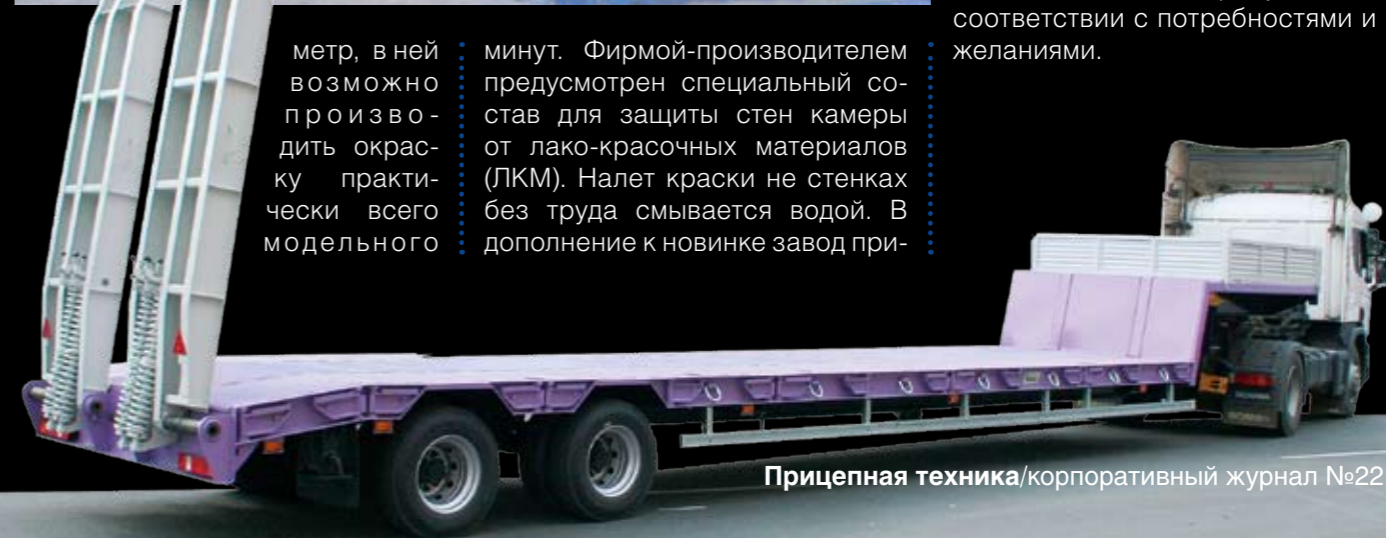 метр, в ней
возможно
произво-
дить окрас-
ку практи-
чески всего
модельного
минут. Фирмой-производителем
предусмотрен специальный со-
став для защиты стен камеры
от лако-красочных материалов
(ЛКМ). Налет краски не стенках
без труда смывается водой. В
дополнение к новинке завод при-
соответствии с потребностями и
желаниями.
Прицепная техника/корпоративный журнал №22